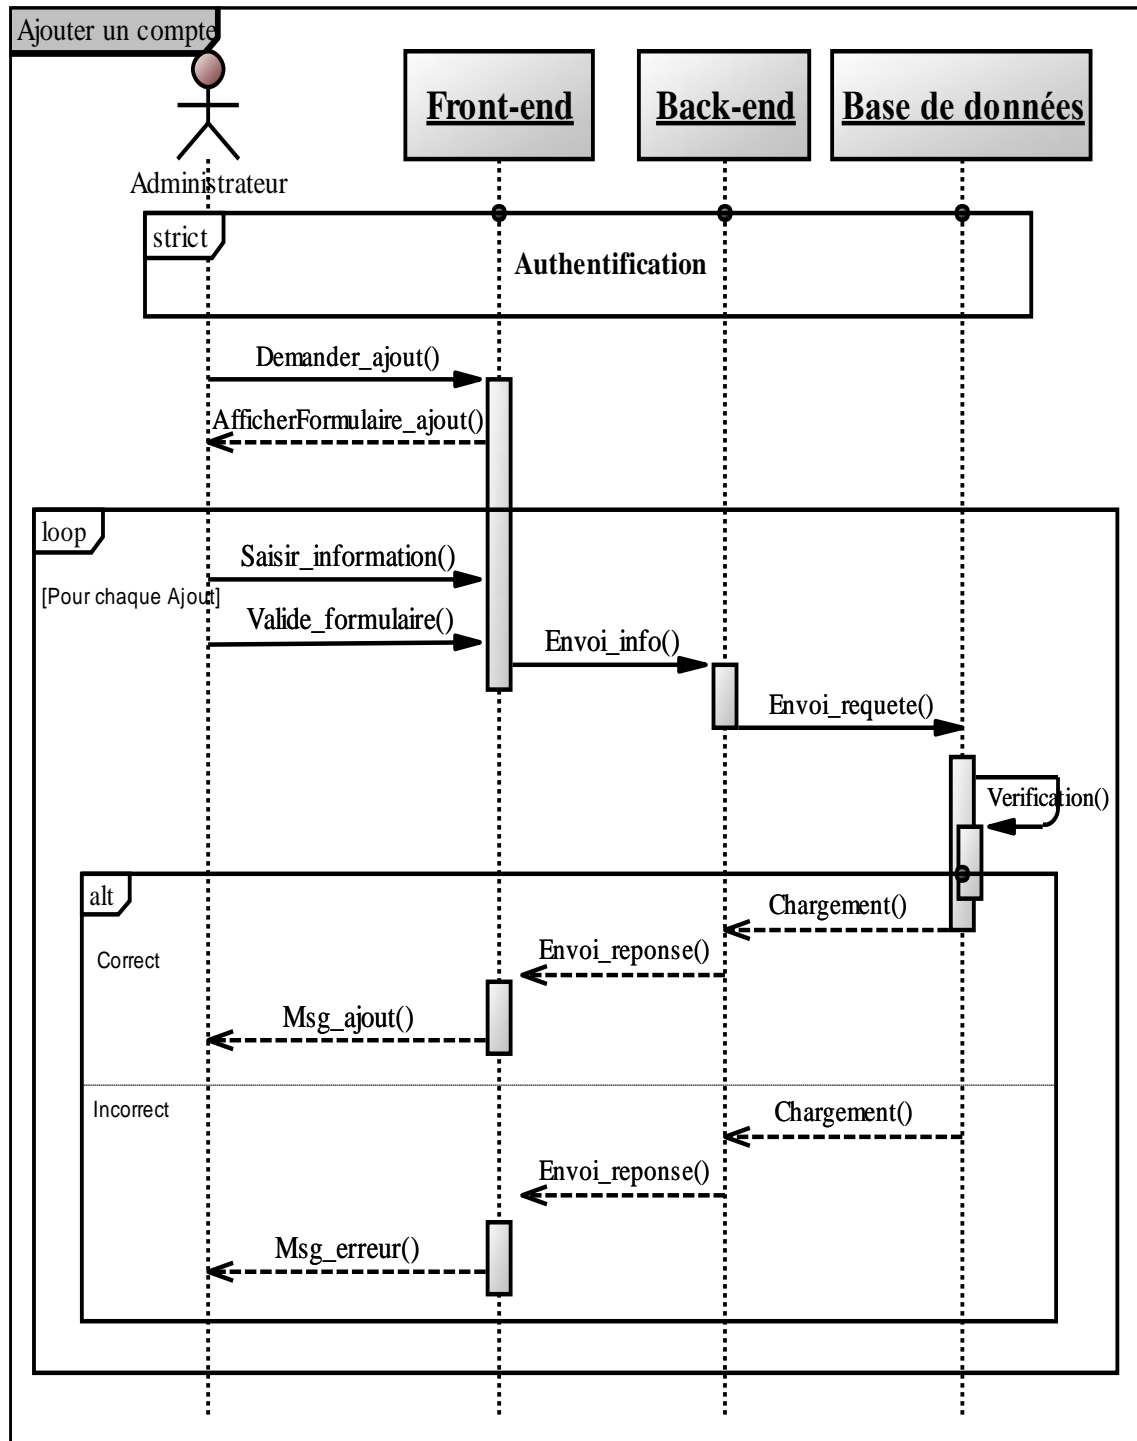 Ajouter un compte
Front-end
Back-end
Base de données
Administrateur
strict
Authentification
Demander_ajout()
AfficherFormulaire_ajout()
loop
Saisir_information()
[Pour chaque Ajout]
Valide_formulaire()
Envoi_info()
Envoi_requete()
Verification()
alt
Chargement()
Envoi_reponse()
Correct
Msg_ajout()
Incorrect
Chargement()
Envoi_reponse()
Msg_erreur()